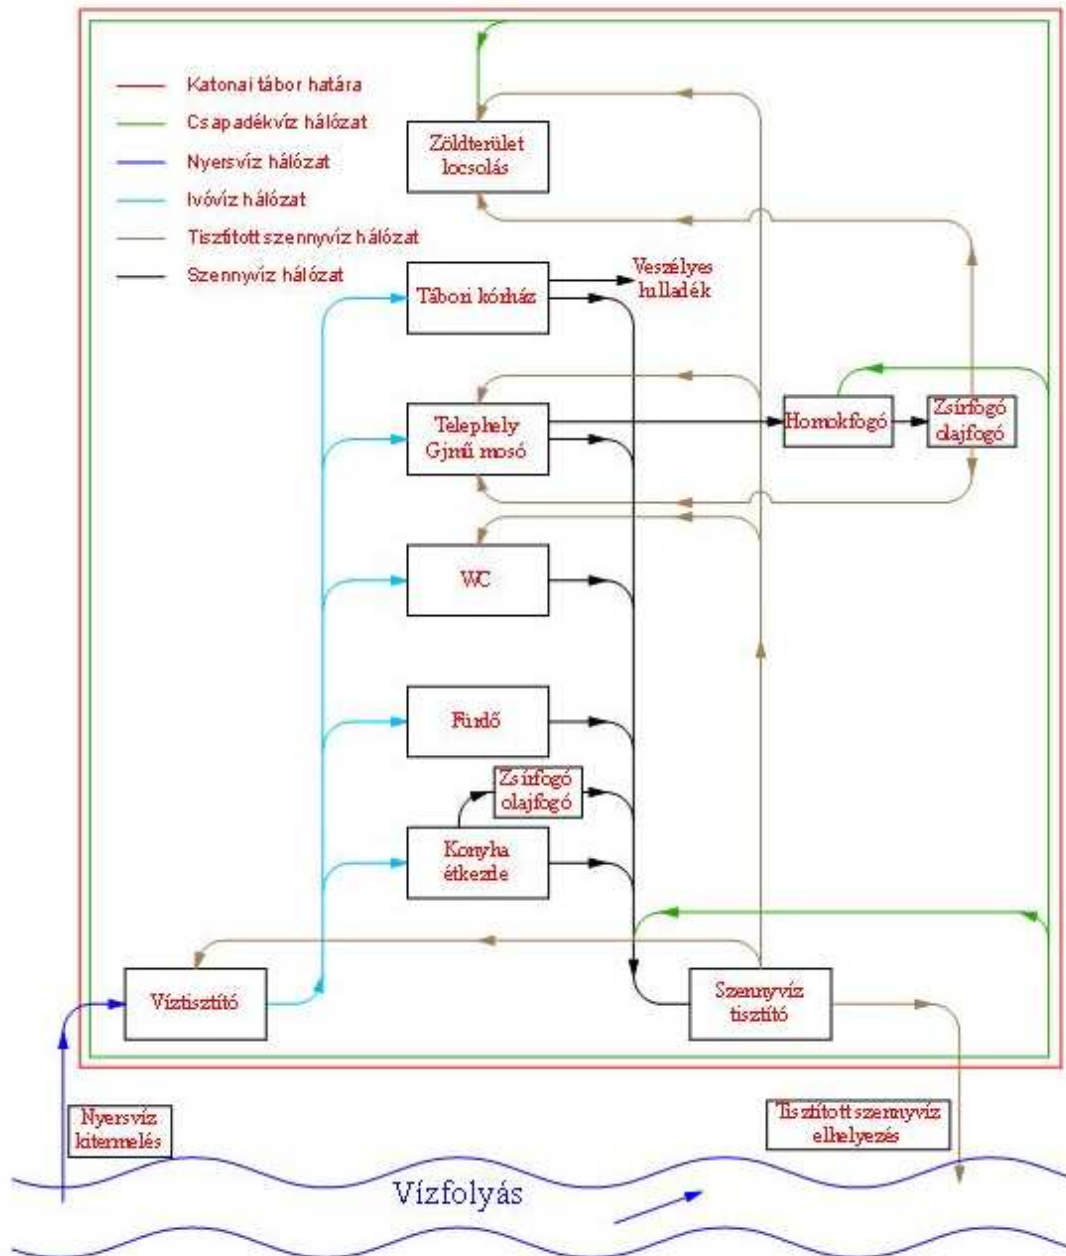 Katonai tábor határa
Csapadékvíz hálózat
Nyersvíz hálózat
Ivóvíz hálózat
Tisztított szennyvíz hálózat
Szennyvíz hálózat
Zöldterület
locsolás
Tábori kórház
Veszélyes
hulladék
Telephely
Gjmű mosó
Homokfogó
Zsírfogó
olajfogó
WC
Fürdő
Zsírfogó
olajfogó
Konyha
étkezde
Víztisztító
Szennyvíz
tisztító
Nyersvíz
kitermelés
Tisztított szennyvíz
elhelyezés
Vízfolyás